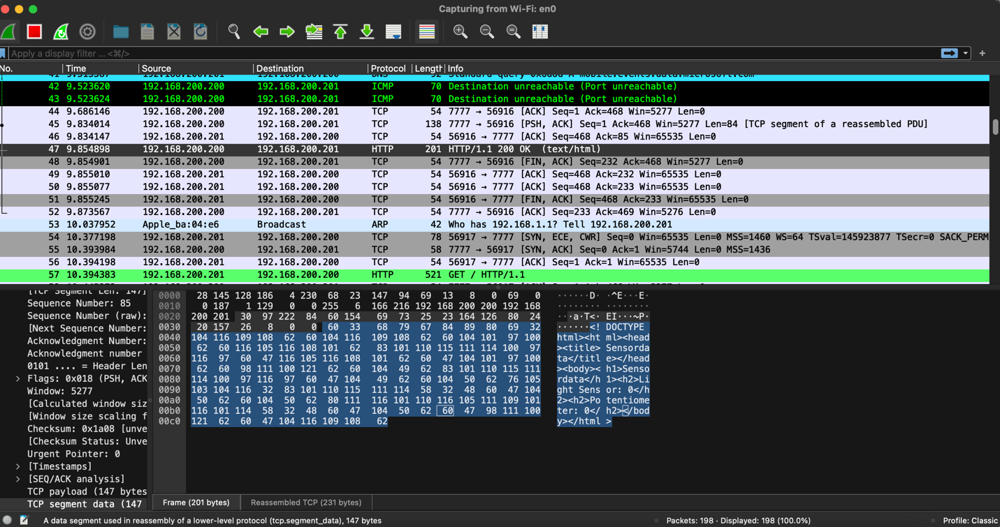 Capturing from Wi-Fi: en0
Apply a display filter ... <⌘/>
No. Time Source Destination Protocol Length Info
42 9.523620 192.168.200.200 192.168.200.201 ICMP 70 Destination unreachable (Port unreachable)
43 9.523624 192.168.200.200 192.168.200.201 ICMP 70 Destination unreachable (Port unreachable)
44 9.686146 192.168.200.200 192.168.200.201 TCP 54 7777 → 56916 [ACK] Seq=1 Ack=468 Win=5277 Len=0
45 9.834014 192.168.200.200 192.168.200.201 TCP 138 7777 → 56916 [PSH, ACK] Seq=1 Ack=468 Win=5277 Len=84 [TCP segment of a reassembled PDU]
46 9.834147 192.168.200.201 192.168.200.200 TCP 54 56916 → 7777 [ACK] Seq=468 Ack=85 Win=65535 Len=0
47 9.854898 192.168.200.200 192.168.200.201 HTTP 201 HTTP/1.1 200 OK (text/html)
48 9.854901 192.168.200.200 192.168.200.201 TCP 54 7777 → 56916 [FIN, ACK] Seq=232 Ack=468 Win=5277 Len=0
49 9.855010 192.168.200.201 192.168.200.200 TCP 54 56916 → 7777 [ACK] Seq=468 Ack=232 Win=65535 Len=0
50 9.855077 192.168.200.201 192.168.200.200 TCP 54 56916 → 7777 [ACK] Seq=468 Ack=233 Win=65535 Len=0
51 9.855245 192.168.200.201 192.168.200.200 TCP 54 56916 → 7777 [FIN, ACK] Seq=468 Ack=233 Win=65535 Len=0
52 9.873567 192.168.200.200 192.168.200.201 TCP 54 7777 → 56916 [ACK] Seq=233 Ack=469 Win=5276 Len=0
53 10.037952 Apple_ba:04:e6 Broadcast ARP 42 Who has 192.168.1.1? Tell 192.168.200.201
54 10.377198 192.168.200.201 192.168.200.200 TCP 78 56917 → 7777 [SYN, ECE, CWR] Seq=0 Win=65535 Len=0 MSS=1460 WS=64 TSval=145923877 TSecr=0 SACK_PERM
55 10.393984 192.168.200.200 192.168.200.201 TCP 58 7777 → 56917 [SYN, ACK] Seq=0 Ack=1 Win=5744 Len=0 MSS=1436
56 10.394198 192.168.200.201 192.168.200.200 TCP 54 56917 → 7777 [ACK] Seq=1 Ack=1 Win=65535 Len=0
57 10.394383 192.168.200.201 192.168.200.200 HTTP 521 GET / HTTP/1.1
[TCP Segment Len: 147]
Sequence Number: 85
Sequence Number (raw):
[Next Sequence Number:
Acknowledgment Number:
Acknowledgment number
0101 .... = Header Len
Flags: 0x018 (PSH, ACK
Window: 5277
[Calculated window siz
[Window size scaling f
Checksum: 0x1a08 [unve
[Checksum Status: Unve
Urgent Pointer: 0
[Timestamps]
[SEQ/ACK analysis]
TCP payload (147 bytes
TCP segment data (147
0000 28 145 128 186 4 230 68 23 147 94 69 13 8 0 69 0 ······D· ·^E···E·
0010 0 187 1 129 0 0 255 6 166 216 192 168 200 200 192 168 ········ ········
0020 200 201 30 97 222 84 60 154 69 73 25 23 164 126 80 24 ···a·T<· EI···~P·
0030 20 157 26 8 0 0 60 33 68 79 67 84 89 80 69 32 ······<! DOCTYPE
0040 104 116 109 108 62 60 104 116 109 108 62 60 104 101 97 100 html><ht ml><head
0050 62 60 116 105 116 108 101 62 83 101 110 115 111 114 100 97 ><title> Sensorda
0060 116 97 60 47 116 105 116 108 101 62 60 47 104 101 97 100 ta</titl e></head
0070 62 60 98 111 100 121 62 60 104 49 62 83 101 110 115 111 ><body>< h1>Senso
0080 114 100 97 116 97 60 47 104 49 62 60 104 50 62 76 105 rdata</h 1><h2>Li
0090 103 104 116 32 83 101 110 115 111 114 58 32 48 60 47 104 ght Sens or: 0</h
00a0 50 62 60 104 50 62 80 111 116 101 110 116 105 111 109 101 2><h2>Po tentiome
00b0 116 101 114 58 32 48 60 47 104 50 62 60 47 98 111 100 ter: 0</ h2></bod
00c0 121 62 60 47 104 116 109 108 62 y></html >
Frame (201 bytes) Reassembled TCP (231 bytes)
A data segment used in reassembly of a lower-level protocol (tcp.segment_data), 147 bytes Packets: 198 · Displayed: 198 (100.0%) Profile: Classic